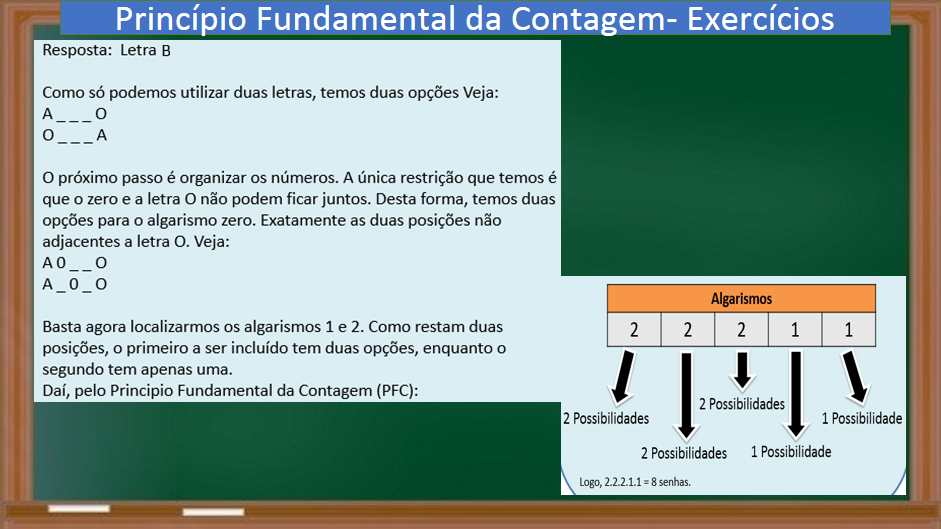 Princípio Fundamental da Contagem- Exercícios
Resposta: Letra B
Como só podemos utilizar duas letras, temos duas opções Veja:
A _ _ _ O
O _ _ _ A
O próximo passo é organizar os números. A única restrição que temos é
que o zero e a letra O não podem ficar juntos. Desta forma, temos duas
opções para o algarismo zero. Exatamente as duas posições não
adjacentes a letra O. Veja:
A 0 _ _ O
A _ 0 _ O
Basta agora localizarmos os algarismos 1 e 2. Como restam duas
posições, o primeiro a ser incluído tem duas opções, enquanto o
segundo tem apenas uma.
Daí, pelo Principio Fundamental da Contagem (PFC):
Algarismos
2 2 2 1 1
2 Possibilidades
2 Possibilidades
2 Possibilidades
1 Possibilidade
1 Possibilidade
Logo, 2.2.2.1.1 = 8 senhas.